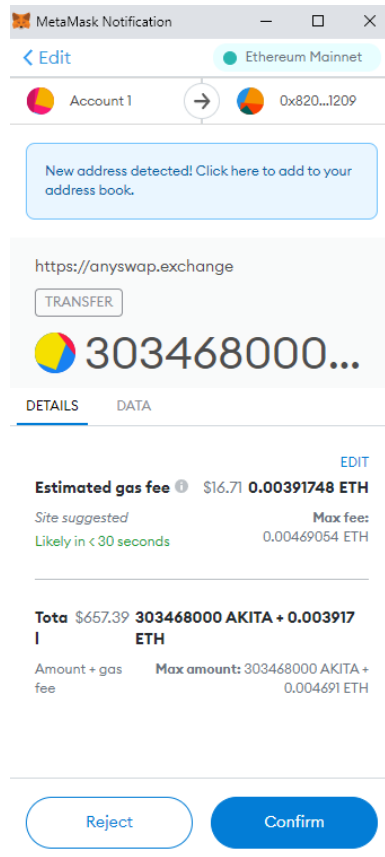 MetaMask Notification
Edit
Ethereum Mainnet
Account 1
0x820...1209
New address detected! Click here to add to your
address book.
https://anyswap.exchange
TRANSFER
303468000...
DETAILS DATA
EDIT
Estimated gas fee $16.71 0.00391748 ETH
Site suggested Max fee:
Likely in < 30 seconds 0.00469054 ETH
Tota $657.39 303468000 AKITA + 0.003917
l ETH
Amount + gas Max amount: 303468000 AKITA +
fee 0.004691 ETH
Reject Confirm